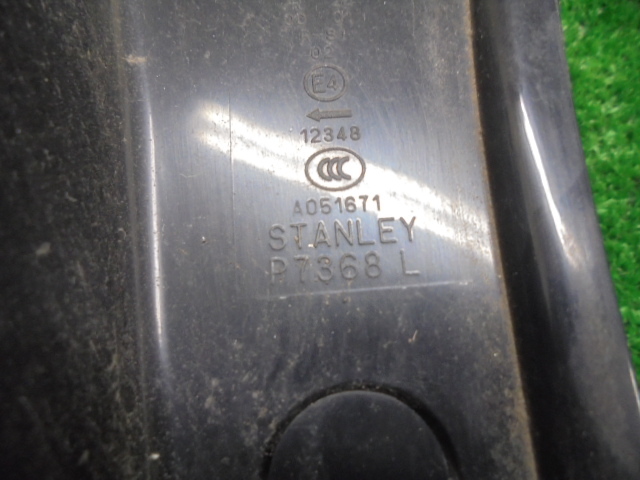 E4
12348
CCC
A051671
STANLEY
P7368 L